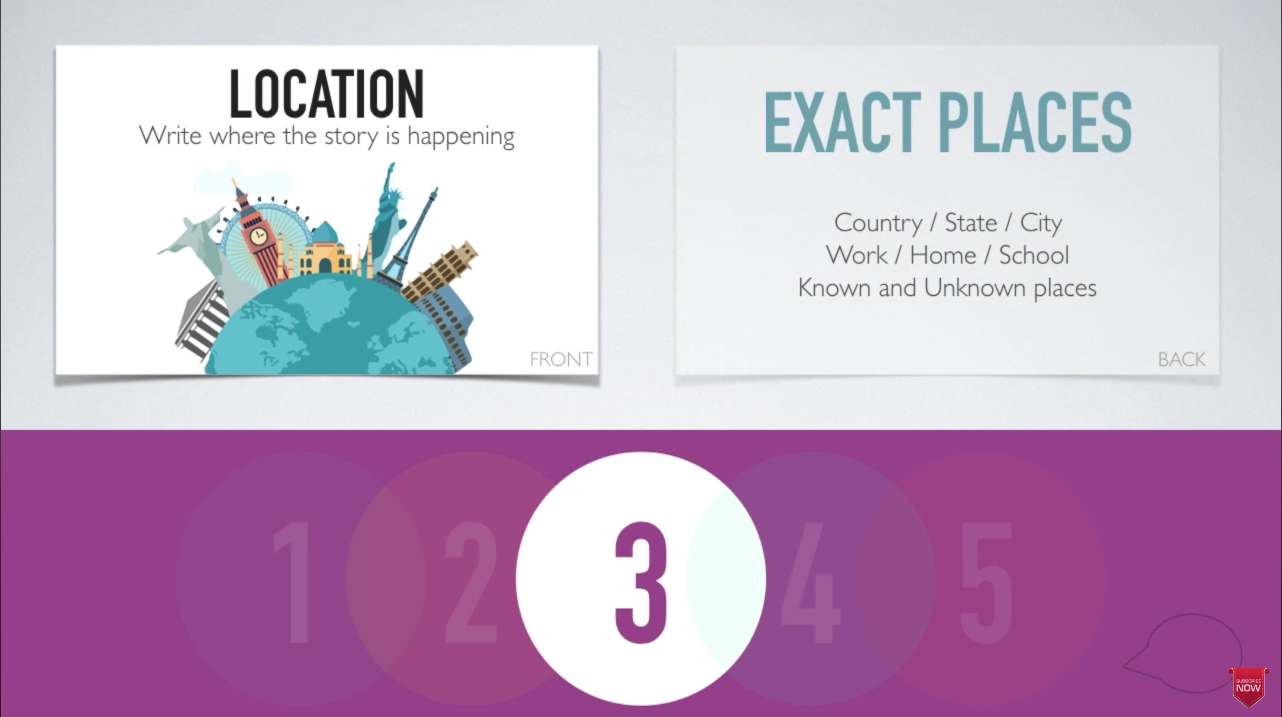 LOCATION
Write where the story is happening
FRONT
EXACT PLACES
Country / State / City
Work / Home / School
Known and Unknown places
BACK
1 2 3 4 5
SUBSCRIBE
NOW